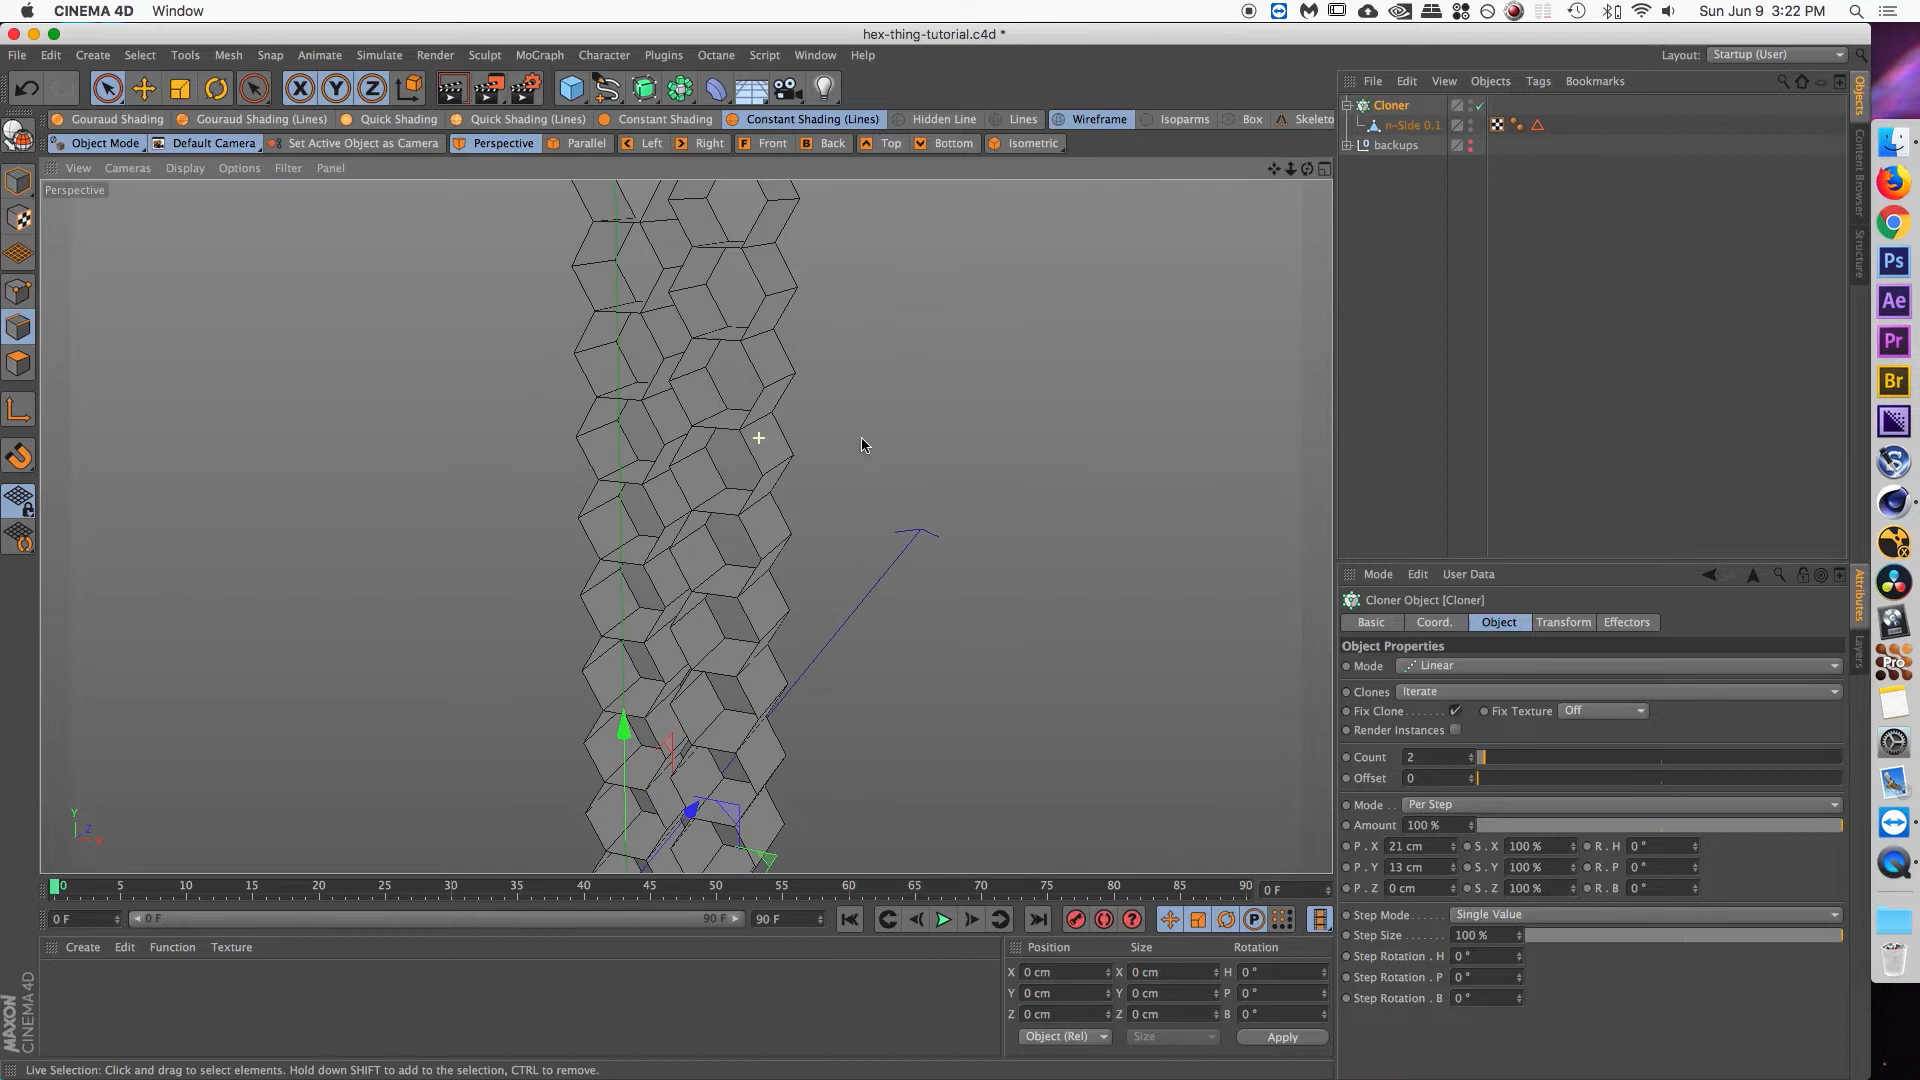 CINEMA 4D Window Sun Jun 9 3:22 PM
hex-thing-tutorial.c4d *
File Edit Create Select Tools Mesh Snap Animate Simulate Render Sculpt MoGraph Character Plugins Octane Script Window Help Layout: Startup (User)
X Y Z
File Edit View Objects Tags Bookmarks
Gouraud Shading Gouraud Shading (Lines) Quick Shading Quick Shading (Lines) Constant Shading Constant Shading (Lines) Hidden Line Lines Wireframe Isoparms Box Skeleto
Object Mode Default Camera Set Active Object as Camera Perspective Parallel Left Right F Front B Back Top Bottom Isometric
Cloner
n-Side 0.1
backups
View Cameras Display Options Filter Panel
Perspective
Objects
Content Browser
Structure
Ps
Ae
Pr
Br
Mode Edit User Data
Attributes
Layers
Cloner Object [Cloner]
Basic Coord. Object Transform Effectors
Object Properties
Mode Linear
Clones Iterate
Fix Clone Fix Texture Off
Render Instances
Count 2
Offset 0
Mode Per Step
Amount 100 %
P . X 21 cm S . X 100 % R . H 0 °
P . Y 13 cm S . Y 100 % R . P 0 °
P . Z 0 cm S . Z 100 % R . B 0 °
Step Mode Single Value
Step Size 100 %
Step Rotation . H 0 °
Step Rotation . P 0 °
Step Rotation . B 0 °
Pro
Y
Z
X
0 5 10 15 20 25 30 35 40 45 50 55 60 65 70 75 80 85 90 0 F
0 F 0 F 90 F 90 F
Create Edit Function Texture
Position Size Rotation
X 0 cm X 0 cm H 0 °
Y 0 cm Y 0 cm P 0 °
Z 0 cm Z 0 cm B 0 °
Object (Rel) Size Apply
MAXON
CINEMA 4D
Live Selection: Click and drag to select elements. Hold down SHIFT to add to the selection, CTRL to remove.